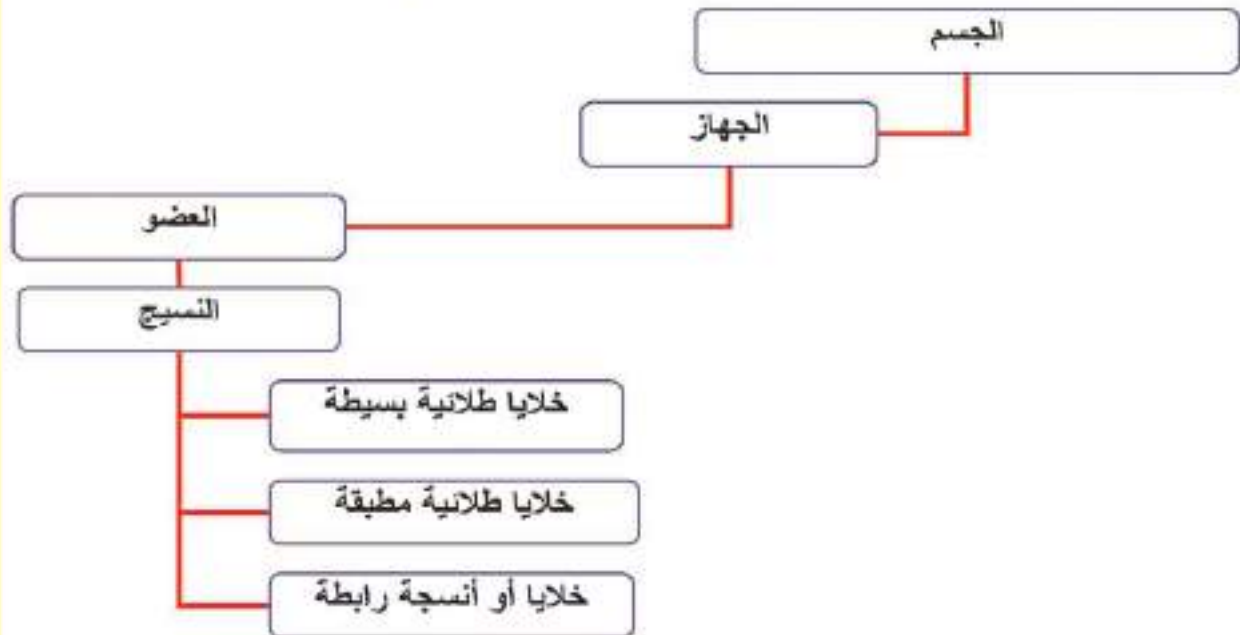 الجسم
الجهاز
العضو
النسيج
خلايا طلائية بسيطة
خلايا طلائية مطبقة
خلايا أو أنسجة رابطة